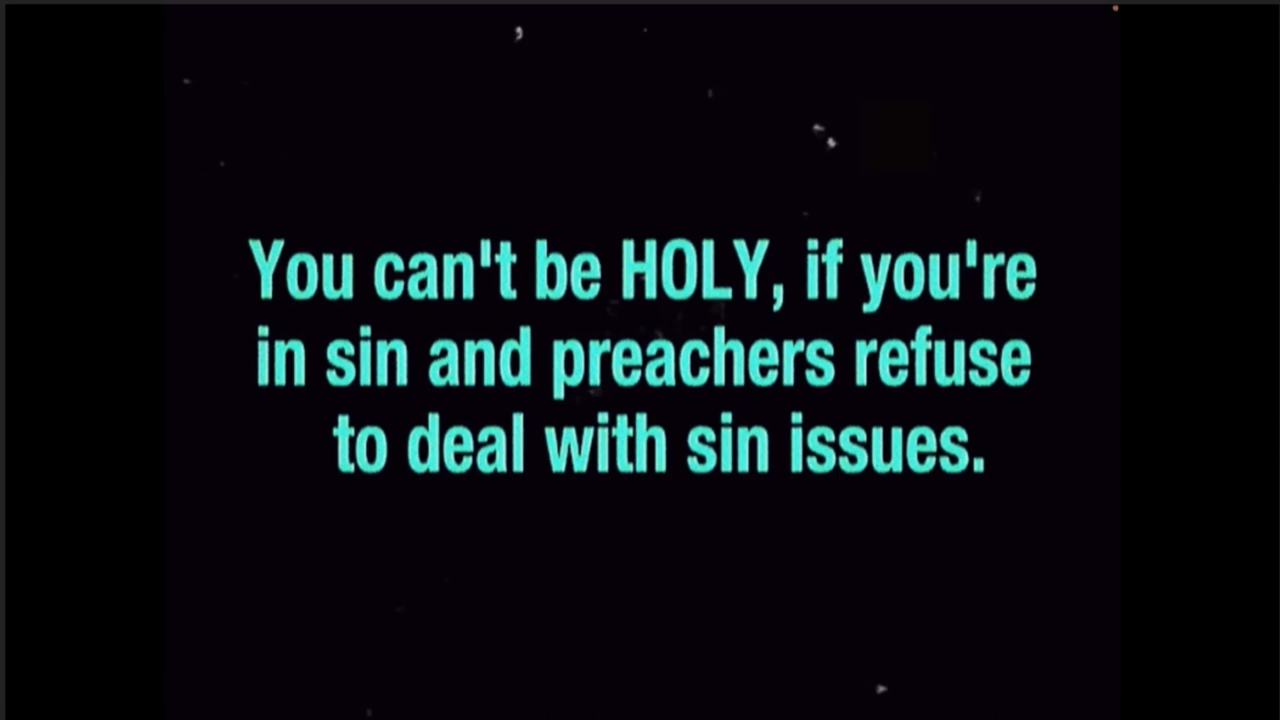 You can't be HOLY, if you're
in sin and preachers refuse
to deal with sin issues.